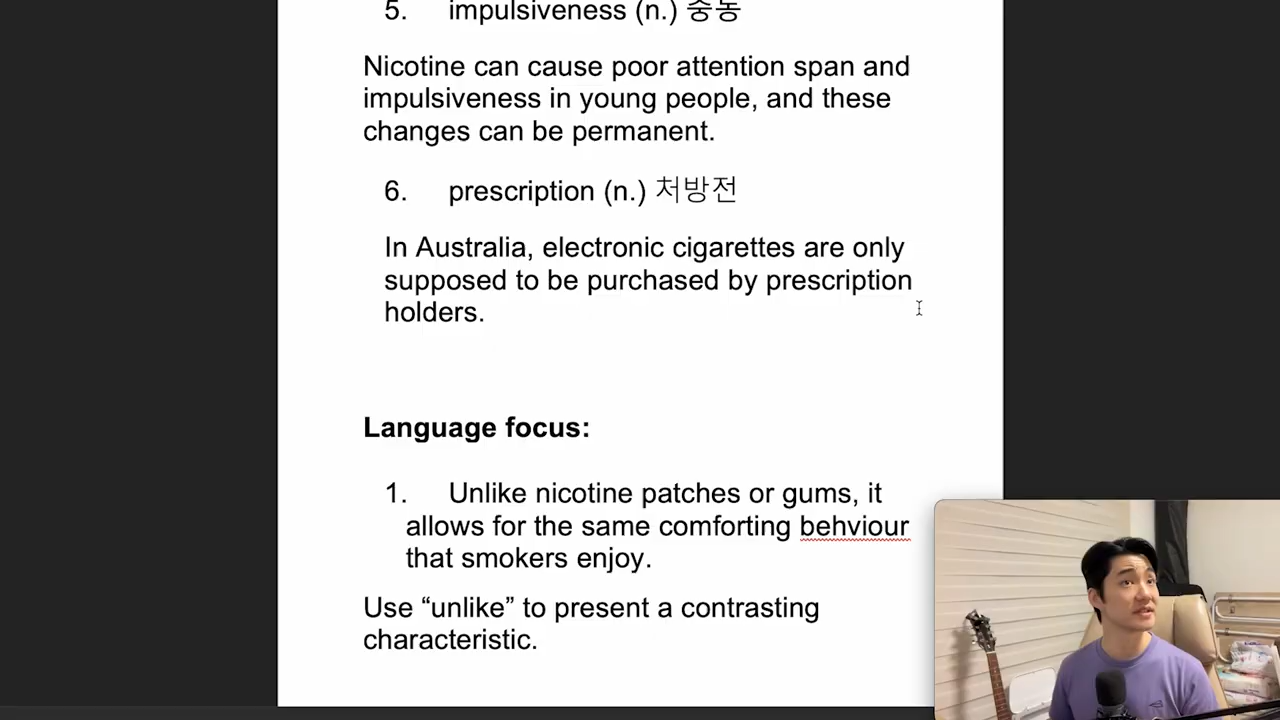 5. impulsiveness (n.) 충동
Nicotine can cause poor attention span and
impulsiveness in young people, and these
changes can be permanent.
6. prescription (n.) 처방전
In Australia, electronic cigarettes are only
supposed to be purchased by prescription
holders.
Language focus:
1. Unlike nicotine patches or gums, it
allows for the same comforting behviour
that smokers enjoy.
Use “unlike” to present a contrasting
characteristic.